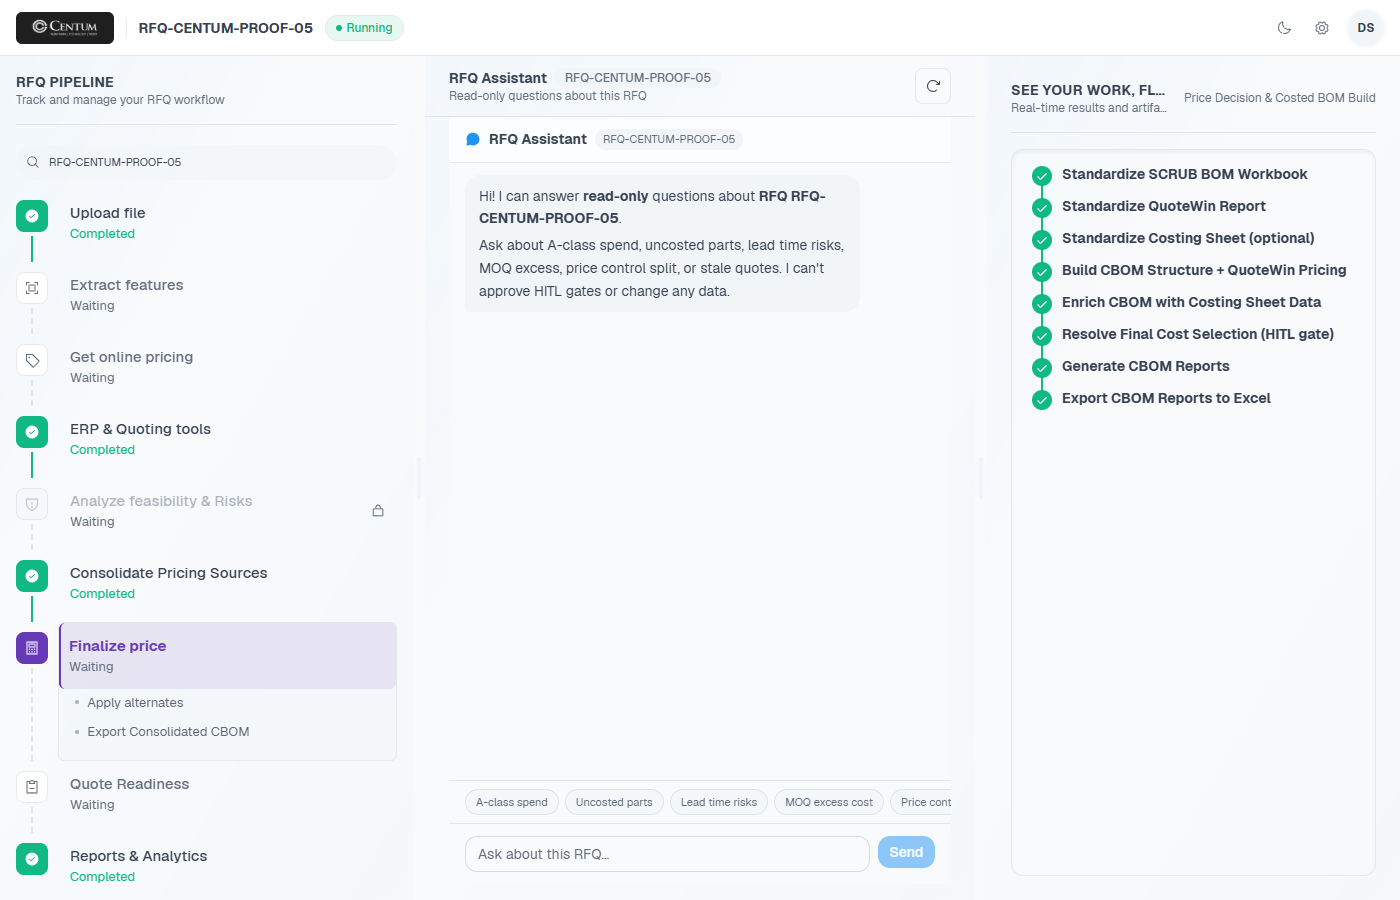 CENTUM
RFQ-CENTUM-PROOF-05
Running
DS
RFQ PIPELINE
Track and manage your RFQ workflow
RFQ-CENTUM-PROOF-05
Upload file
Completed
Extract features
Waiting
Get online pricing
Waiting
ERP & Quoting tools
Completed
Analyze feasibility & Risks
Waiting
Consolidate Pricing Sources
Completed
Finalize price
Waiting
Apply alternates
Export Consolidated CBOM
Quote Readiness
Waiting
Reports & Analytics
Completed
RFQ Assistant RFQ-CENTUM-PROOF-05
Read-only questions about this RFQ
RFQ Assistant RFQ-CENTUM-PROOF-05
Hi! I can answer read-only questions about RFQ RFQ-
CENTUM-PROOF-05.
Ask about A-class spend, uncosted parts, lead time risks,
MOQ excess, price control split, or stale quotes. I can't
approve HITL gates or change any data.
A-class spend Uncosted parts Lead time risks MOQ excess cost Price cont
Ask about this RFQ...
Send
SEE YOUR WORK, FL...
Real-time results and artifa...
Price Decision & Costed BOM Build
Standardize SCRUB BOM Workbook
Standardize QuoteWin Report
Standardize Costing Sheet (optional)
Build CBOM Structure + QuoteWin Pricing
Enrich CBOM with Costing Sheet Data
Resolve Final Cost Selection (HITL gate)
Generate CBOM Reports
Export CBOM Reports to Excel